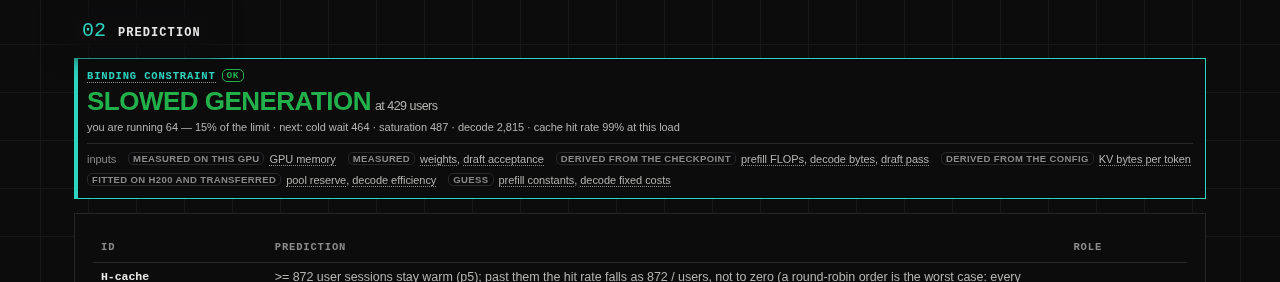 02 PREDICTION
BINDING CONSTRAINT OK
SLOWED GENERATION at 429 users
you are running 64 — 15% of the limit · next: cold wait 464 · saturation 487 · decode 2,815 · cache hit rate 99% at this load
inputs MEASURED ON THIS GPU GPU memory MEASURED weights, draft acceptance DERIVED FROM THE CHECKPOINT prefill FLOPs, decode bytes, draft pass DERIVED FROM THE CONFIG KV bytes per token
FITTED ON H200 AND TRANSFERRED pool reserve, decode efficiency GUESS prefill constants, decode fixed costs
ID PREDICTION ROLE
H-cache >= 872 user sessions stay warm (p5); past them the hit rate falls as 872 / users, not to zero (a round-robin order is the worst case: every